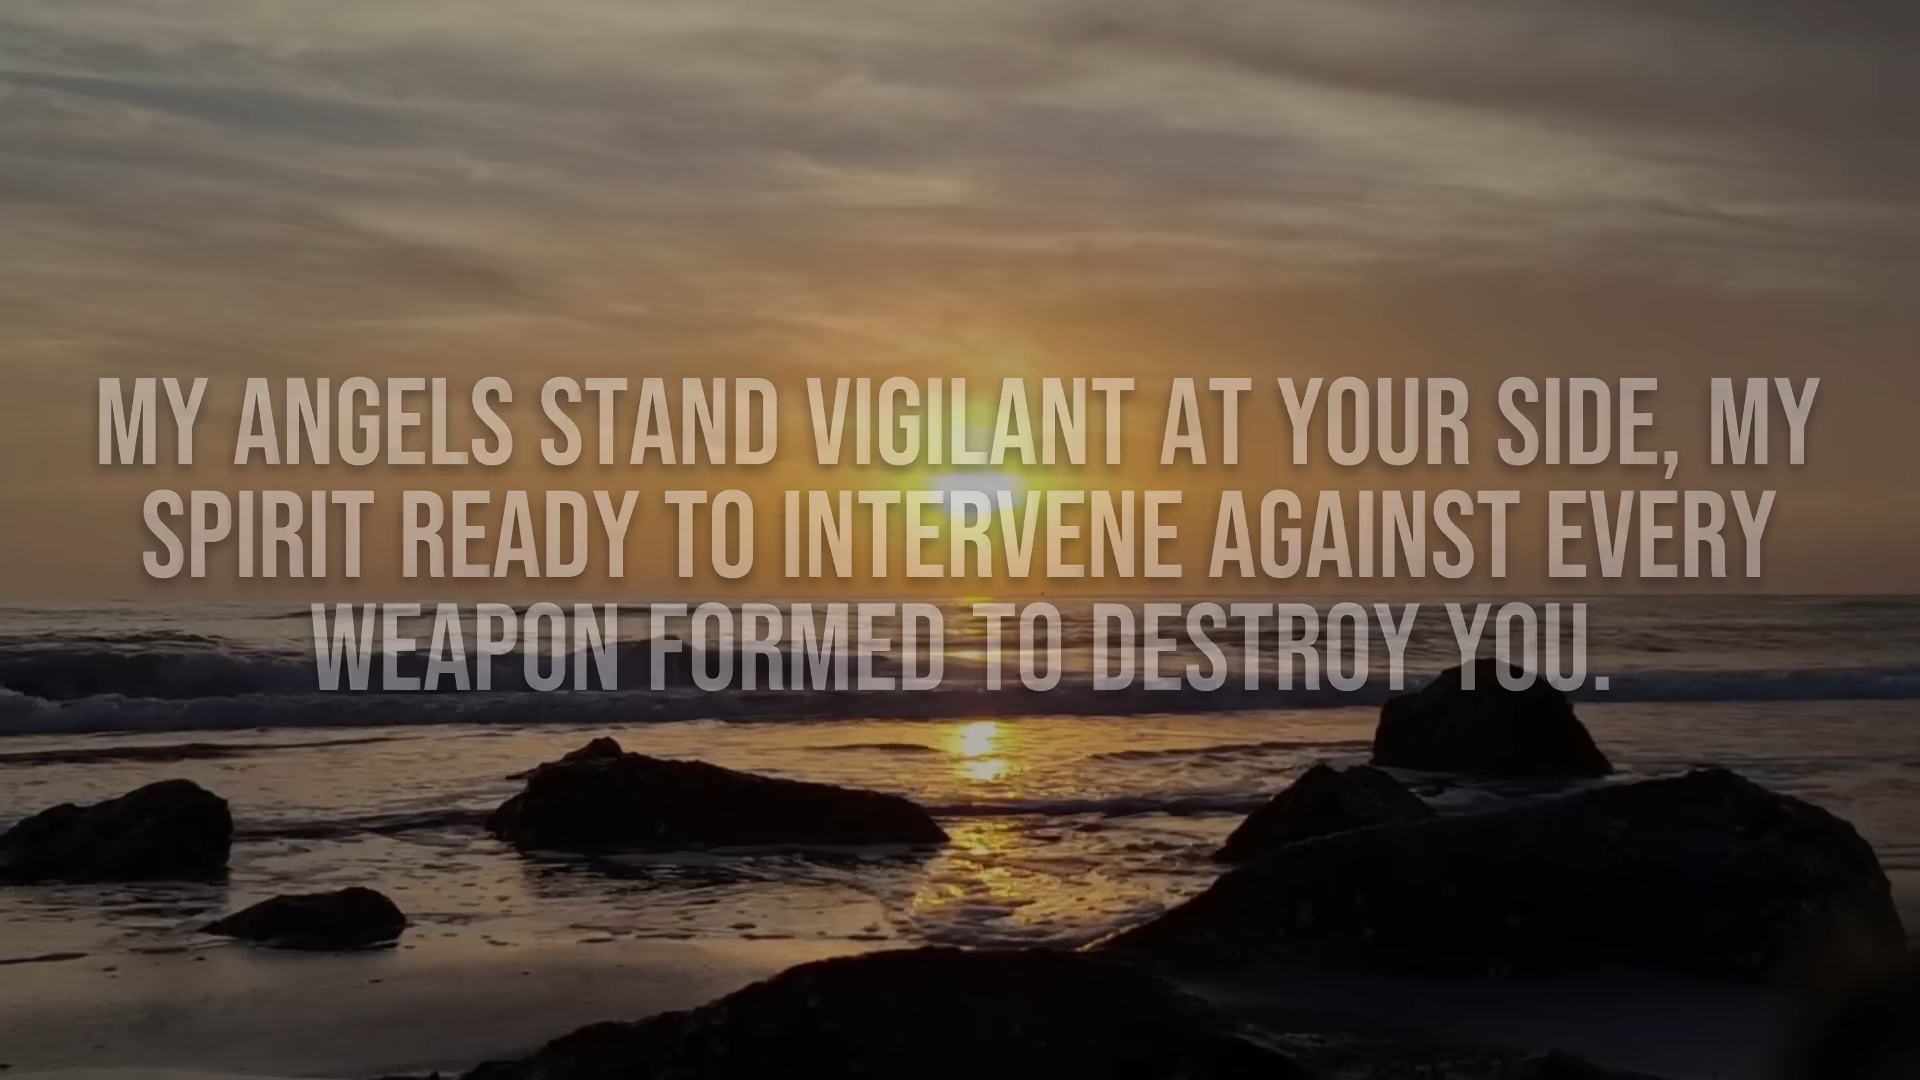 MY ANGELS STAND VIGILANT AT YOUR SIDE, MY
SPIRIT READY TO INTERVENE AGAINST EVERY
WEAPON FORMED TO DESTROY YOU.